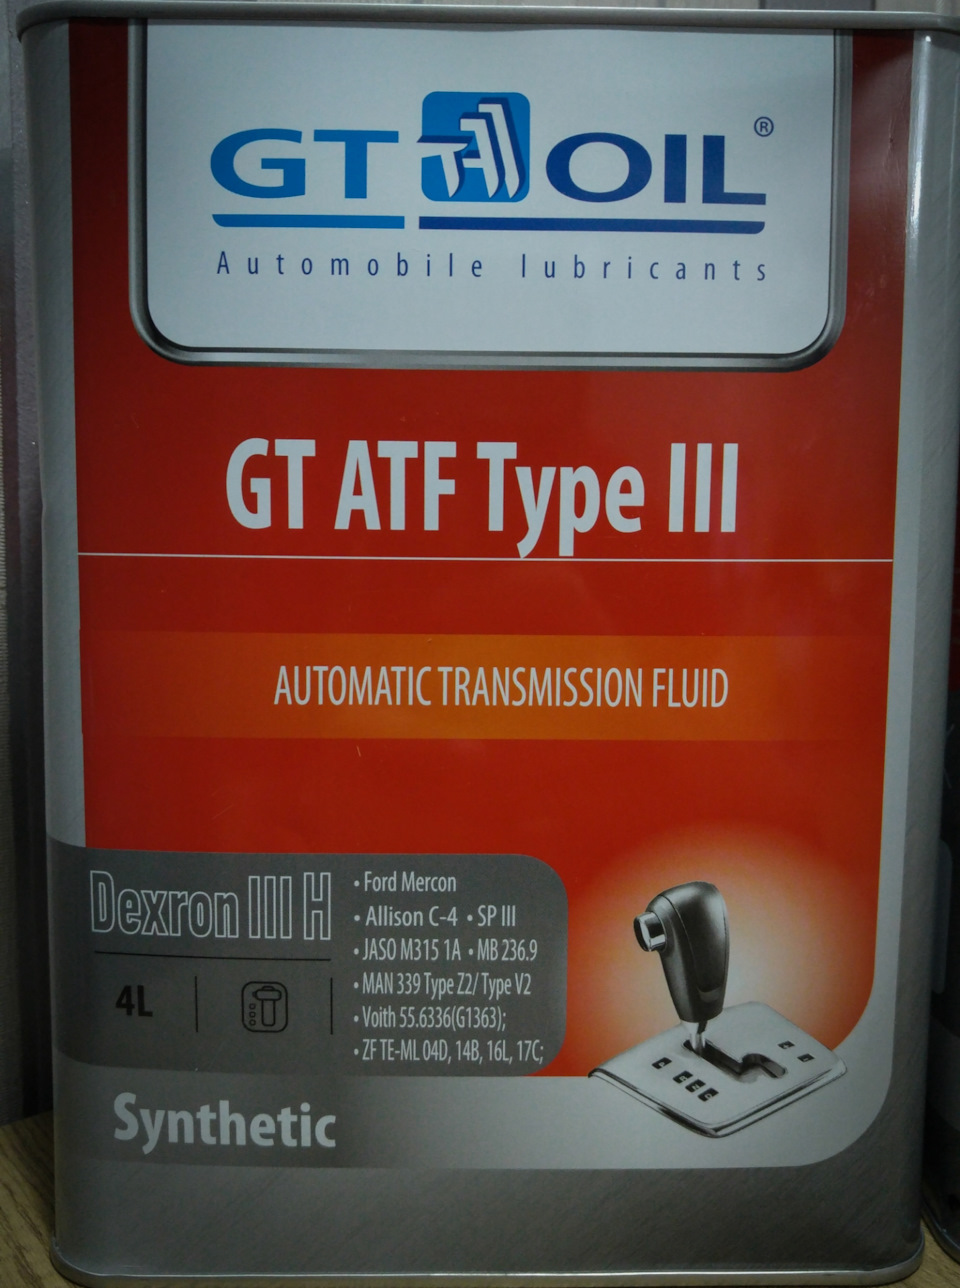 GT OIL®
Automobile lubricants
GT ATF Type III
AUTOMATIC TRANSMISSION FLUID
Dexron III H
4L
• Ford Mercon
• Allison C-4 • SP III
• JASO M315 1A • MB 236.9
• MAN 339 Type Z2/ Type V2
• Voith 55.6336(G1363);
• ZF TE-ML 04D, 14B, 16L, 17C;
Synthetic